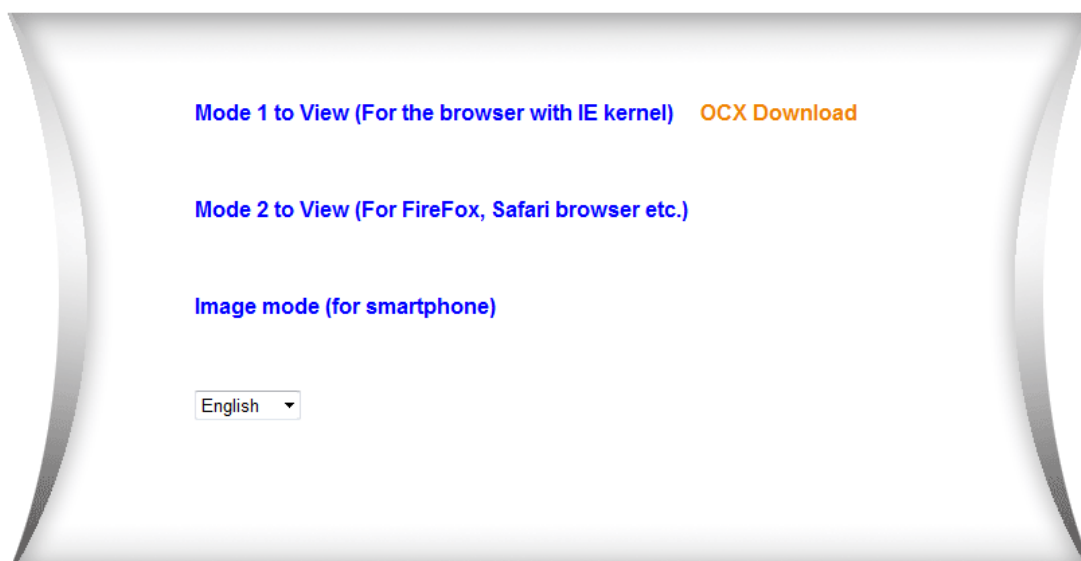 Mode 1 to View (For the browser with IE kernel) OCX Download
Mode 2 to View (For FireFox, Safari browser etc.)
Image mode (for smartphone)
English